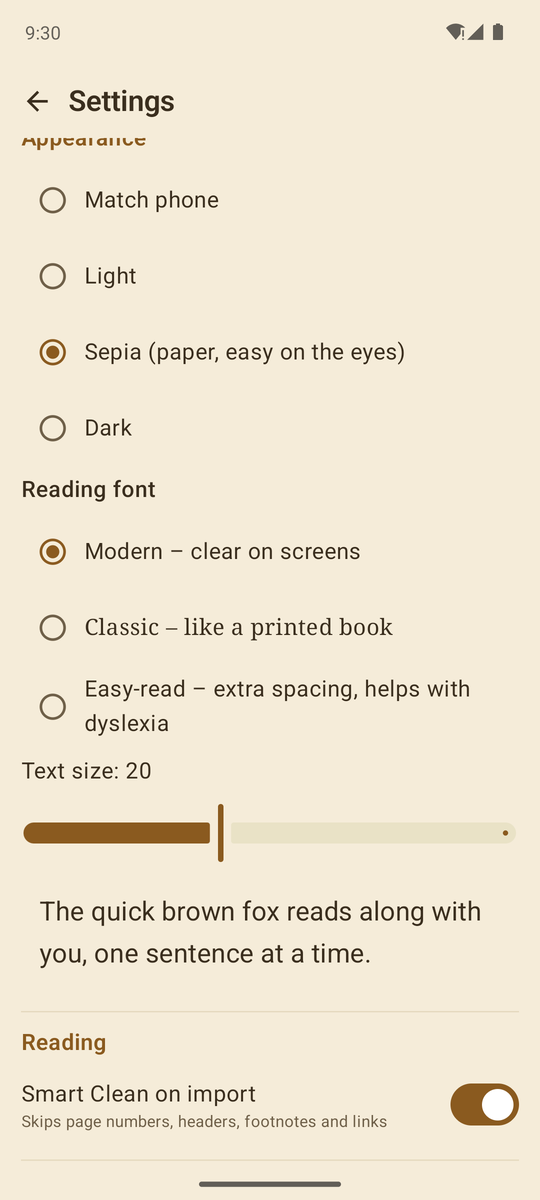 9:30
Settings
Appearance
Match phone
Light
Sepia (paper, easy on the eyes)
Dark
Reading font
Modern – clear on screens
Classic – like a printed book
Easy-read – extra spacing, helps with
dyslexia
Text size: 20
The quick brown fox reads along with
you, one sentence at a time.
Reading
Smart Clean on import
Skips page numbers, headers, footnotes and links